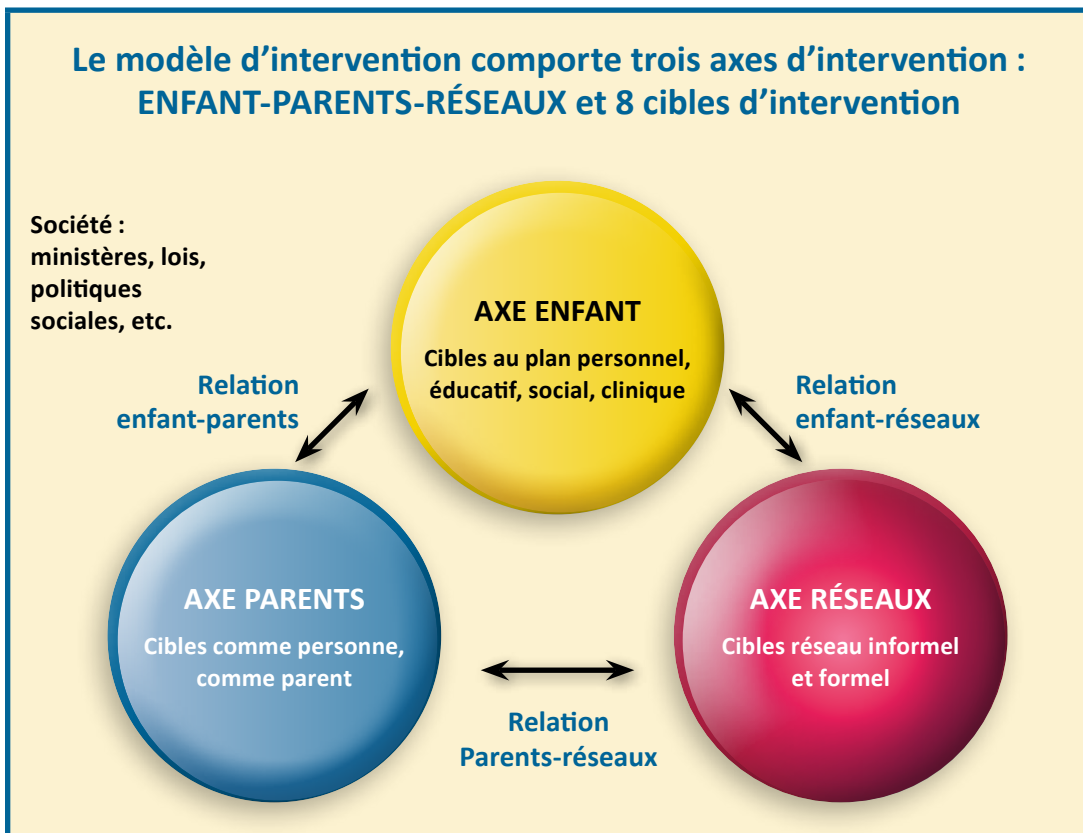 Le modèle d’intervention comporte trois axes d’intervention :
ENFANT-PARENTS-RÉSEAUX et 8 cibles d’intervention
Société :
ministères, lois,
politiques
sociales, etc.
AXE ENFANT
Cibles au plan personnel,
éducatif, social, clinique
Relation
enfant-parents
Relation
enfant-réseaux
AXE PARENTS
Cibles comme personne,
comme parent
AXE RÉSEAUX
Cibles réseau informel
et formel
Relation
Parents-réseaux